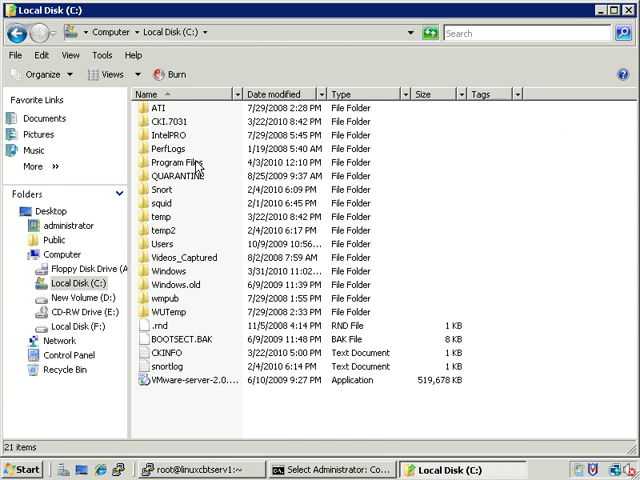 Local Disk (C:)
Computer Local Disk (C:)
Search
File Edit View Tools Help
Organize Views Burn
Favorite Links
Documents
Pictures
Music
More »
Folders
Desktop
administrator
Public
Computer
Floppy Disk Drive (A
Local Disk (C:)
New Volume (D:)
CD-RW Drive (E:)
Local Disk (F:)
Network
Control Panel
Recycle Bin
Name Date modified Type Size Tags
ATI 7/29/2008 2:28 PM File Folder
CKI.7031 3/22/2010 8:42 PM File Folder
IntelPRO 7/29/2008 5:45 PM File Folder
PerfLogs 1/19/2008 5:40 AM File Folder
Program Files 4/3/2010 12:10 PM File Folder
QUARANTINE 8/25/2009 9:37 AM File Folder
Snort 2/4/2010 6:09 PM File Folder
squid 2/1/2010 6:45 PM File Folder
temp 3/22/2010 8:42 PM File Folder
temp2 2/4/2010 6:17 PM File Folder
Users 10/9/2009 10:56... File Folder
Videos_Captured 8/2/2008 7:59 AM File Folder
Windows 3/31/2010 11:02... File Folder
Windows.old 6/9/2009 11:39 PM File Folder
wmpub 7/29/2008 1:55 PM File Folder
WUTemp 7/29/2008 2:33 PM File Folder
.rnd 11/5/2008 4:14 PM RND File 1 KB
BOOTSECT.BAK 6/9/2009 11:48 PM BAK File 8 KB
CKINFO 3/22/2010 5:00 PM Text Document 1 KB
snortlog 2/4/2010 6:14 PM Text Document 1 KB
VMware-server-2.0.... 6/10/2009 9:27 PM Application 519,678 KB
21 items
Start root@linuxcbtserv1:~ Select Administrator: Co... Local Disk (C:)